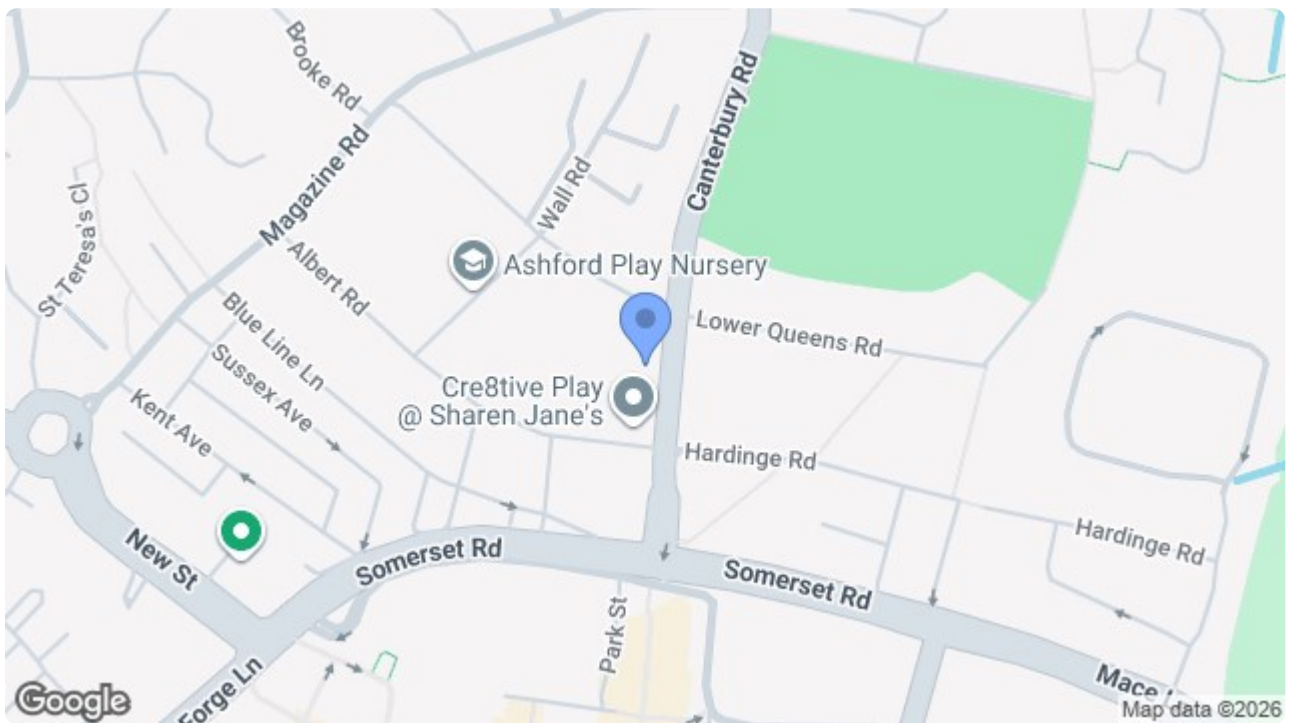 Brooke Rd
Canterbury Rd
Magazine Rd
Wall Rd
St Teresa's Cl
Albert Rd
Ashford Play Nursery
Blue Line Ln
Lower Queens Rd
Sussex Ave
Cre8tive Play
@ Sharen Jane's
Kent Ave
Hardinge Rd
Hardinge Rd
New St
Somerset Rd
Somerset Rd
Park St
Forge Ln
Mace
Google
Map data ©2026